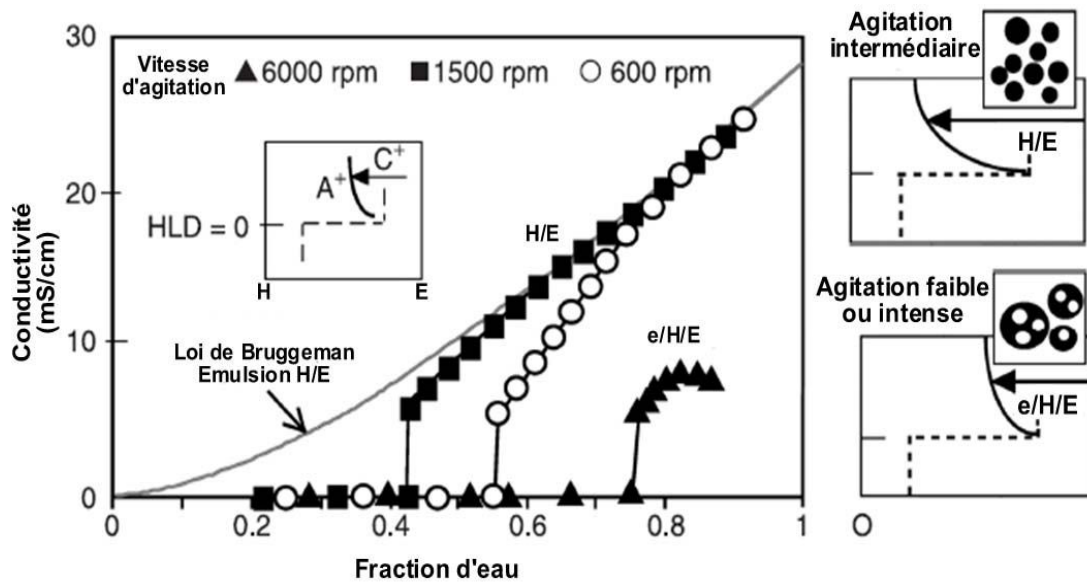 30
Vitesse
d'agitation
6000 rpm
1500 rpm
600 rpm
20
10
0
Conductivité
(mS/cm)
HLD = 0
A+
C+
H
E
H/E
e/H/E
Loi de Bruggeman
Emulsion H/E
0
0.2
0.4
0.6
0.8
1
Fraction d'eau
Agitation
intermédiaire
H/E
Agitation faible
ou intense
e/H/E
O